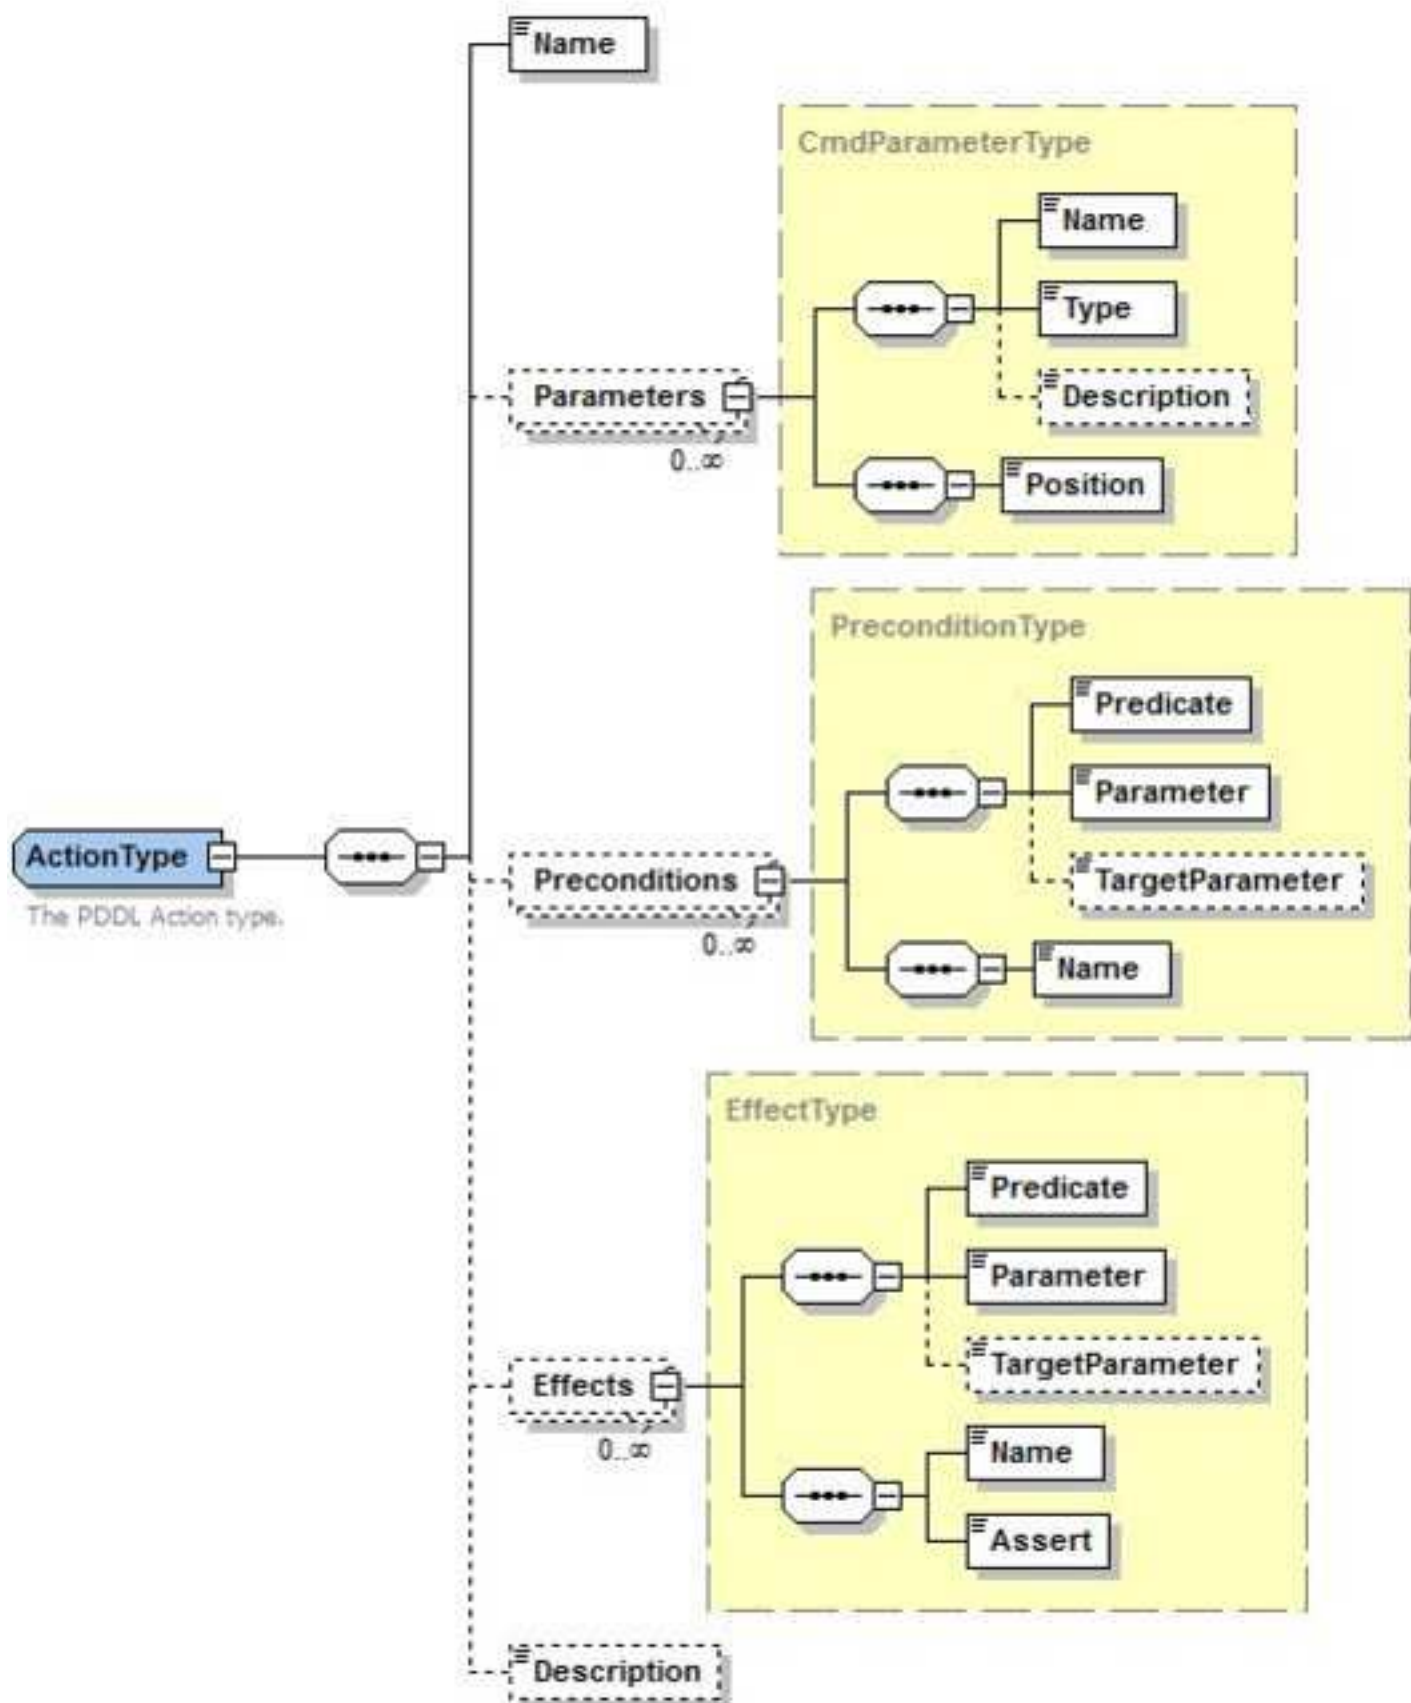 Name
CmdParameterType
Name
Type
Parameters
Description
0..∞
Position
PreconditionType
Predicate
Parameter
ActionType
Preconditions
TargetParameter
The PDDL Action type.
0..∞
Name
EffectType
Predicate
Parameter
TargetParameter
Effects
0..∞
Name
Assert
Description